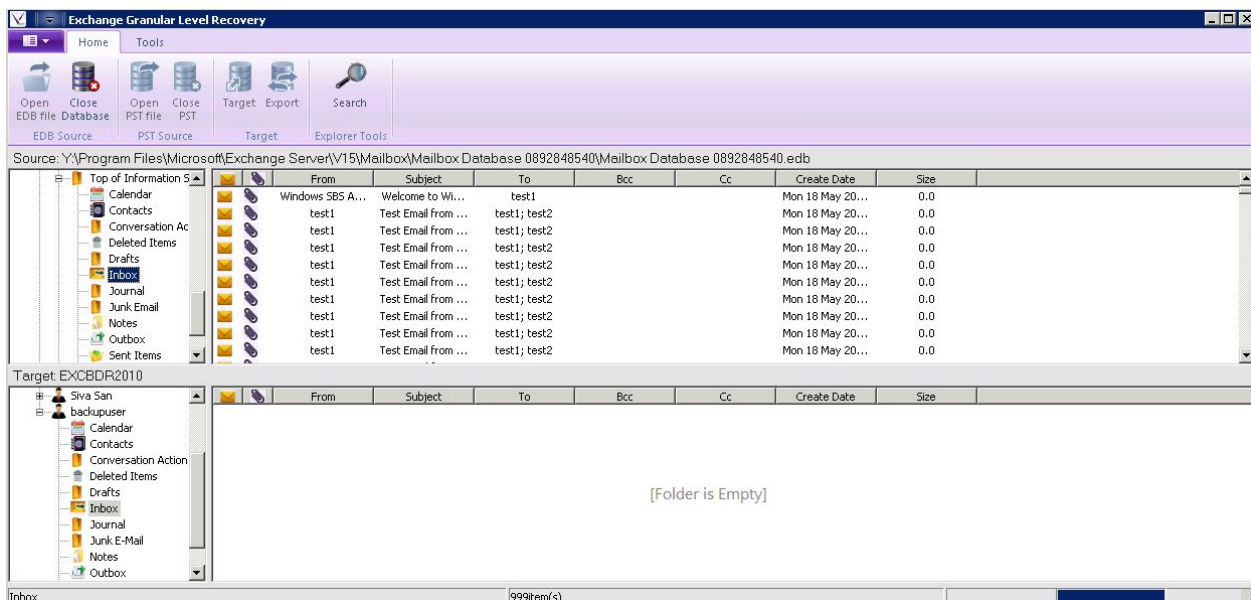 Exchange Granular Level Recovery
Home Tools
Open EDB file Close Database Open PST file Close PST Target Export Search
EDB Source PST Source Target Explorer Tools
Source: Y:\Program Files\Microsoft\Exchange Server\V15\Mailbox\Mailbox Database 0892848540\Mailbox Database 0892848540.edb
Top of Information S
Calendar
Contacts
Conversation Ac
Deleted Items
Drafts
Inbox
Journal
Junk Email
Notes
Outbox
Sent Items
From Subject To Bcc Cc Create Date Size
Windows SBS A... Welcome to Wi... test1 Mon 18 May 20... 0.0
test1 Test Email from ... test1; test2 Mon 18 May 20... 0.0
test1 Test Email from ... test1; test2 Mon 18 May 20... 0.0
test1 Test Email from ... test1; test2 Mon 18 May 20... 0.0
test1 Test Email from ... test1; test2 Mon 18 May 20... 0.0
test1 Test Email from ... test1; test2 Mon 18 May 20... 0.0
test1 Test Email from ... test1; test2 Mon 18 May 20... 0.0
test1 Test Email from ... test1; test2 Mon 18 May 20... 0.0
test1 Test Email from ... test1; test2 Mon 18 May 20... 0.0
test1 Test Email from ... test1; test2 Mon 18 May 20... 0.0
Target: EXCBDR2010
Siva San
backupuser
Calendar
Contacts
Conversation Action
Deleted Items
Drafts
Inbox
Journal
Junk E-Mail
Notes
Outbox
From Subject To Bcc Cc Create Date Size
[Folder is Empty]
Inbox 999item(s)